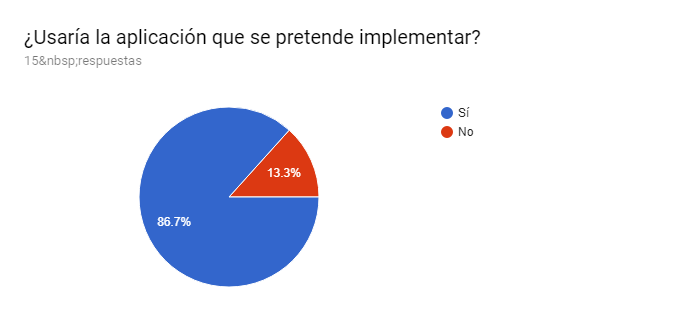 ¿Usaría la aplicación que se pretende implementar?
15&nbsp;respuestas
Sí
No
13.3%
86.7%